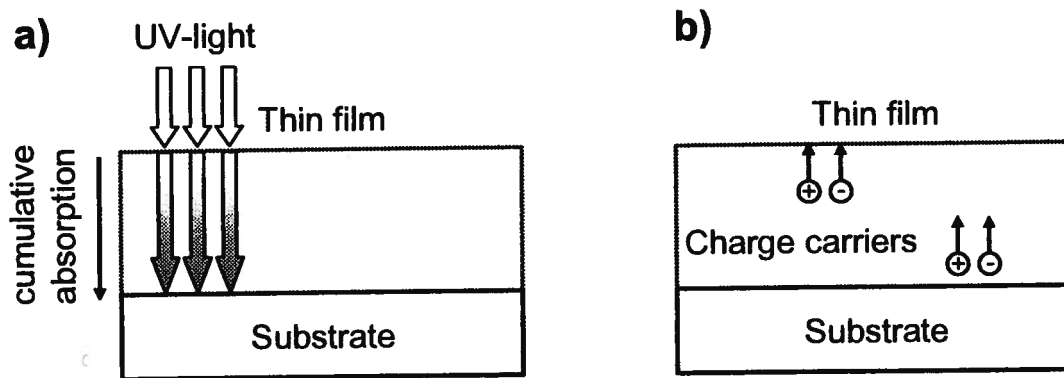 a)
UV-light
Thin film
cumulative
absorption
Substrate
b)
Thin film
+ -
Charge carriers
+ -
Substrate